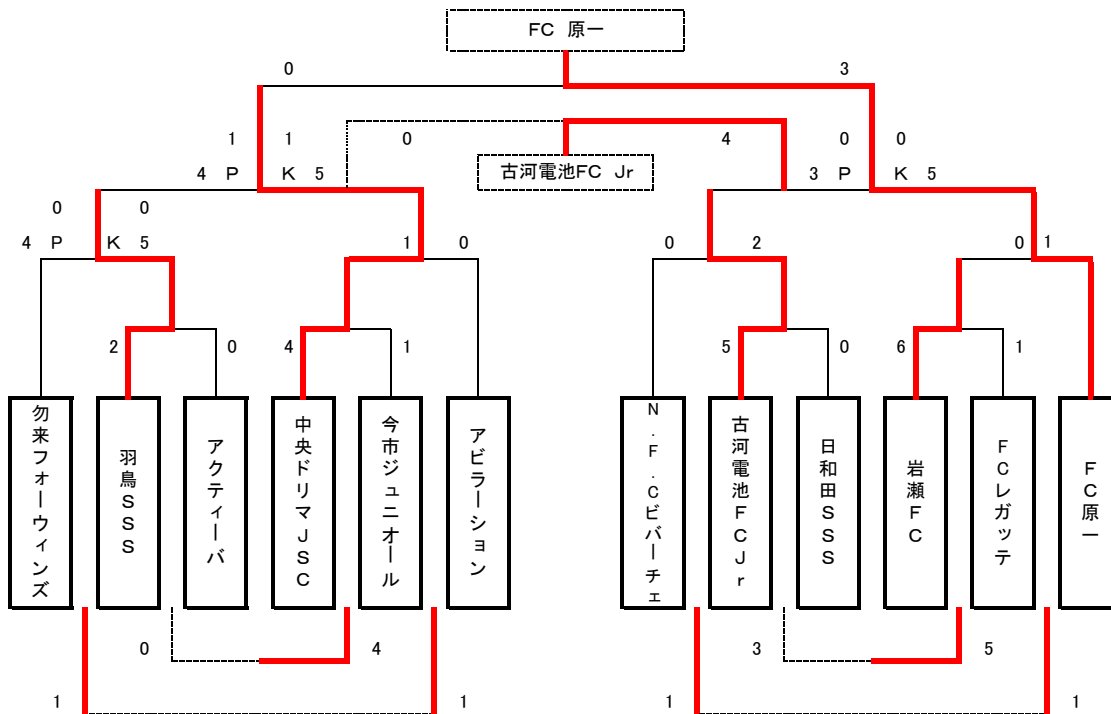 FC 原一
0 3
1 1 0 4 0 0
古河電池FC Jr
4 P K 5 3 P K 5
0 0
4 P K 5 1 0 0 2 0 1
2 0 4 1 5 0 6 1
勿来フォーウィンズ
羽鳥SSS
アクティーバ
中央ドリマJSC
今市ジュニオール
アビラーション
N.F.Cビバーチェ
古河電池FCJr
日和田SSS
岩瀬FC
FCレガッテ
FC原一
0 4 3 5
1 1 1 1